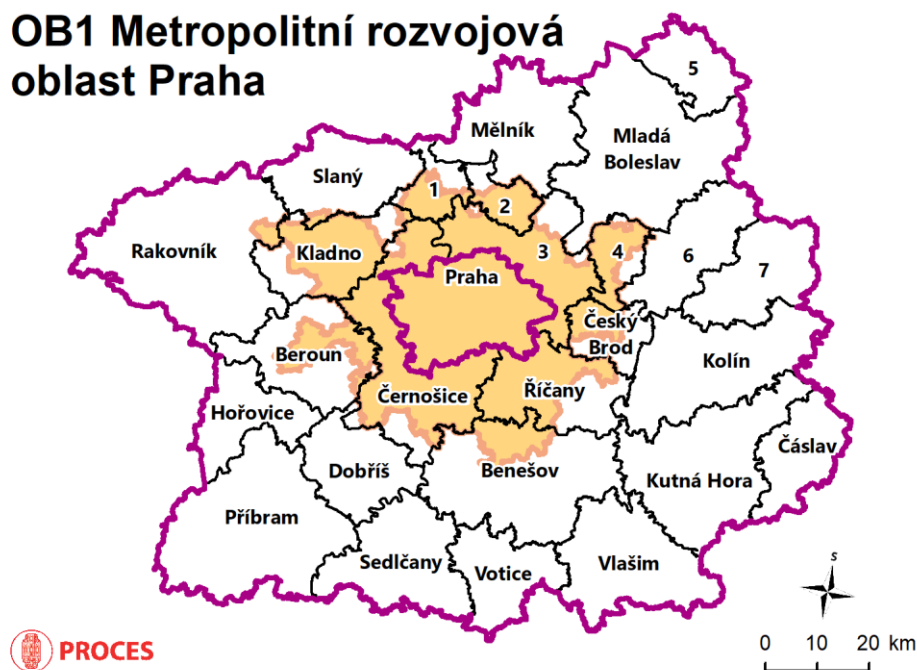 OB1 Metropolitní rozvojová
oblast Praha
5
Mělník
Mladá
Boleslav
Slaný
1
2
Rakovník
Kladno
3
4
6
7
Praha
Český
Brod
Beroun
Kolín
Černošice
Říčany
Hořovice
Čáslav
Dobříš
Benešov
Kutná Hora
Příbram
Sedlčany
Votice
Vlašim
S
PROCES
0 10 20 km